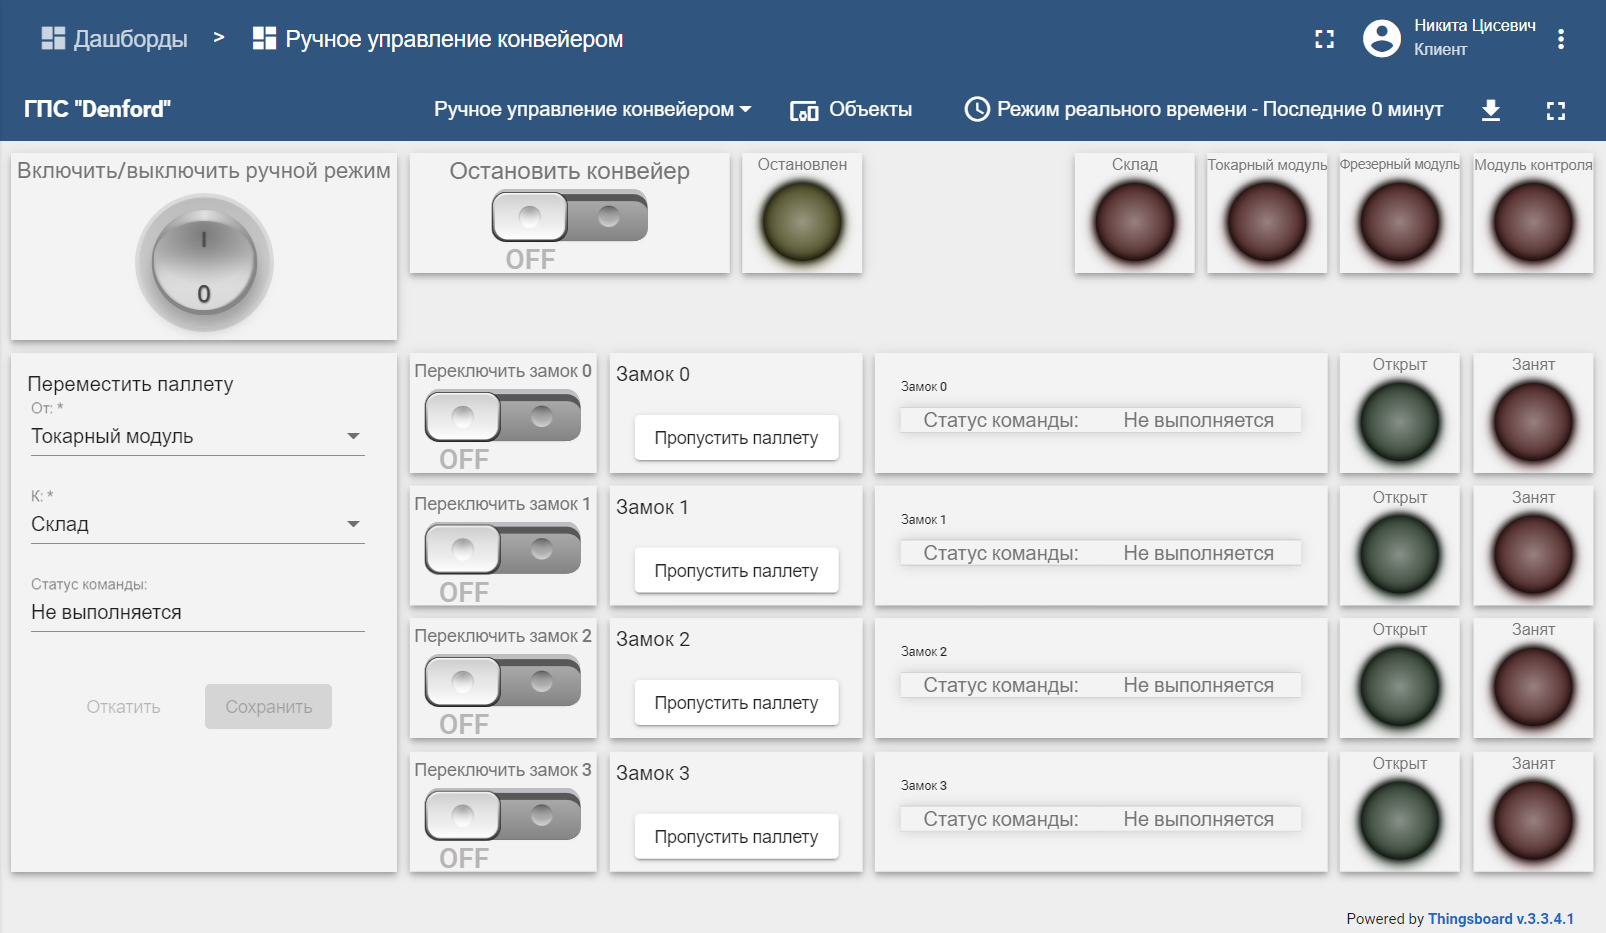 Дашборды > Ручное управление конвейером
Никита Цисевич
Клиент
ГПС "Denford"
Ручное управление конвейером
Объекты
Режим реального времени - Последние 0 минут
Включить/выключить ручной режим
I
0
Остановить конвейер
OFF
Остановлен
Склад
Токарный модуль
Фрезерный модуль
Модуль контроля
Переместить паллету
От: *
Токарный модуль
К: *
Склад
Статус команды:
Не выполняется
Откатить
Сохранить
Переключить замок 0
OFF
Замок 0
Пропустить паллету
Замок 0
Статус команды: Не выполняется
Открыт
Занят
Переключить замок 1
OFF
Замок 1
Пропустить паллету
Замок 1
Статус команды: Не выполняется
Открыт
Занят
Переключить замок 2
OFF
Замок 2
Пропустить паллету
Замок 2
Статус команды: Не выполняется
Открыт
Занят
Переключить замок 3
OFF
Замок 3
Пропустить паллету
Замок 3
Статус команды: Не выполняется
Открыт
Занят
Powered by Thingsboard v.3.3.4.1